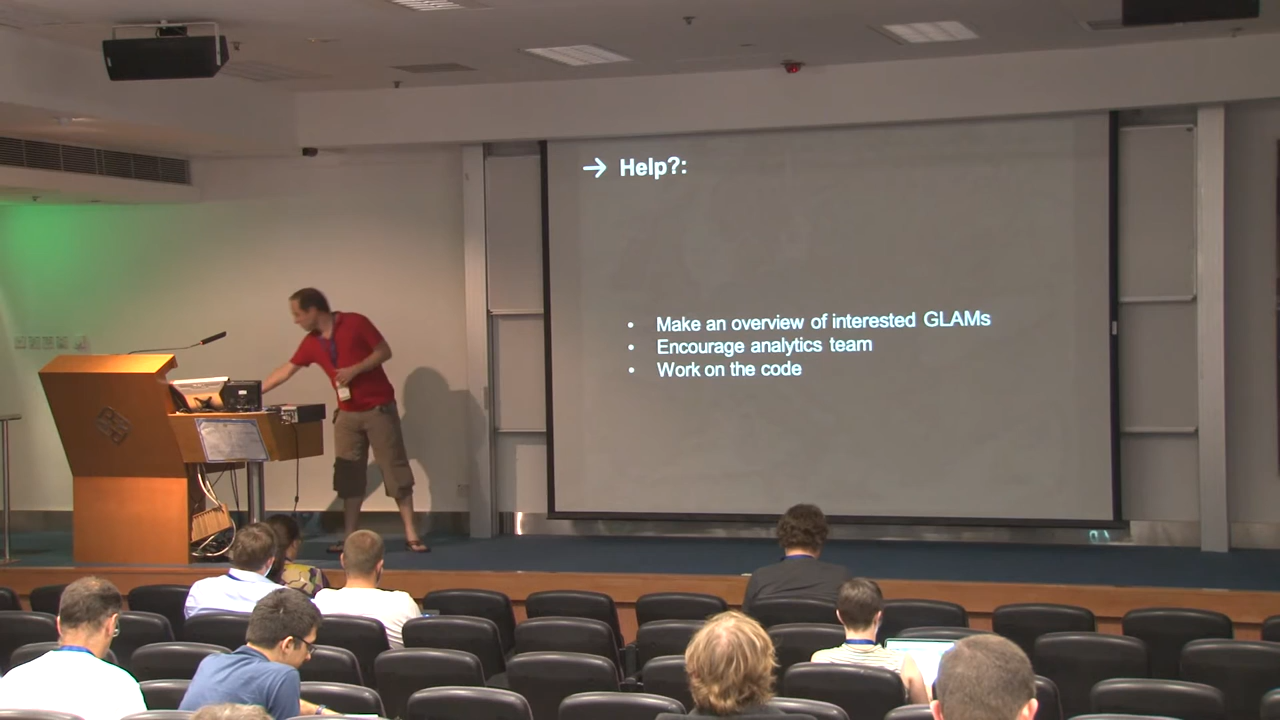 → Help?:
• Make an overview of interested GLAMs
• Encourage analytics team
• Work on the code